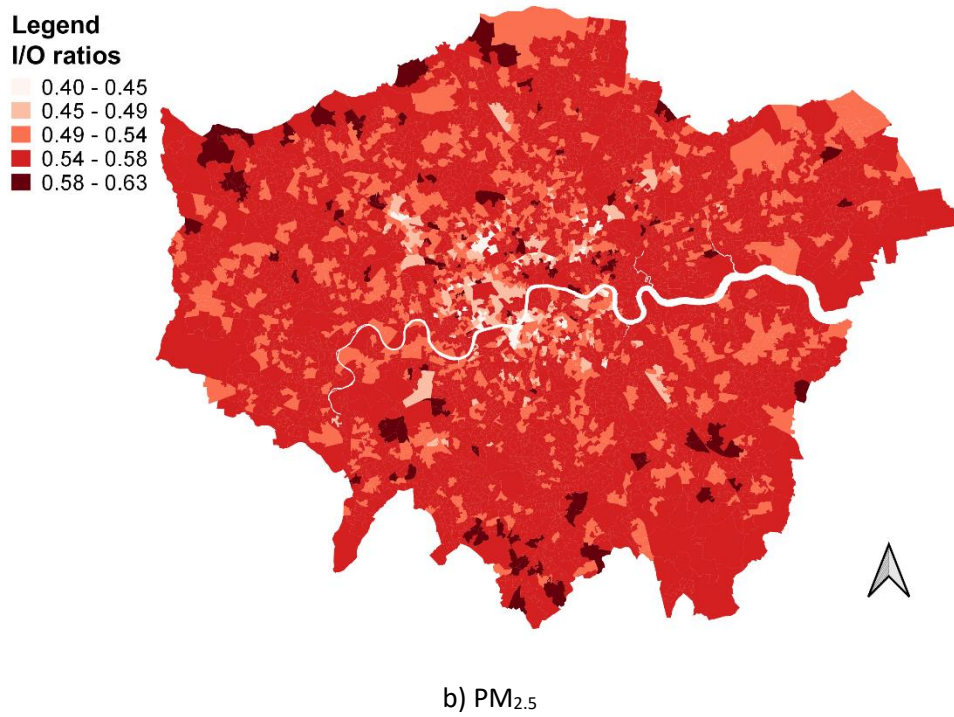 Legend
I/O ratios
0.40 - 0.45
0.45 - 0.49
0.49 - 0.54
0.54 - 0.58
0.58 - 0.63
b) PM₂.₅